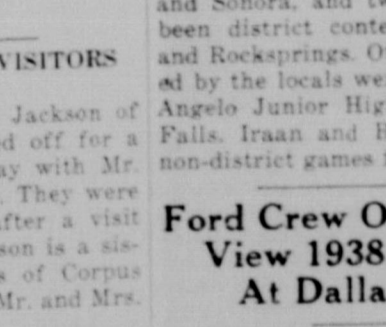 VISITORS
Jackson of
ed off for a
ay with Mr.
. They were
after a visit
son is a sis-
s of Corpus
Mr. and Mrs.
and Sonora, and
been district conte
and Rocksprings. O
ed by the locals we
Angelo Junior Hig
Falls. Iraan and
non-district games
Ford Crew O
View 1938
At Dalla